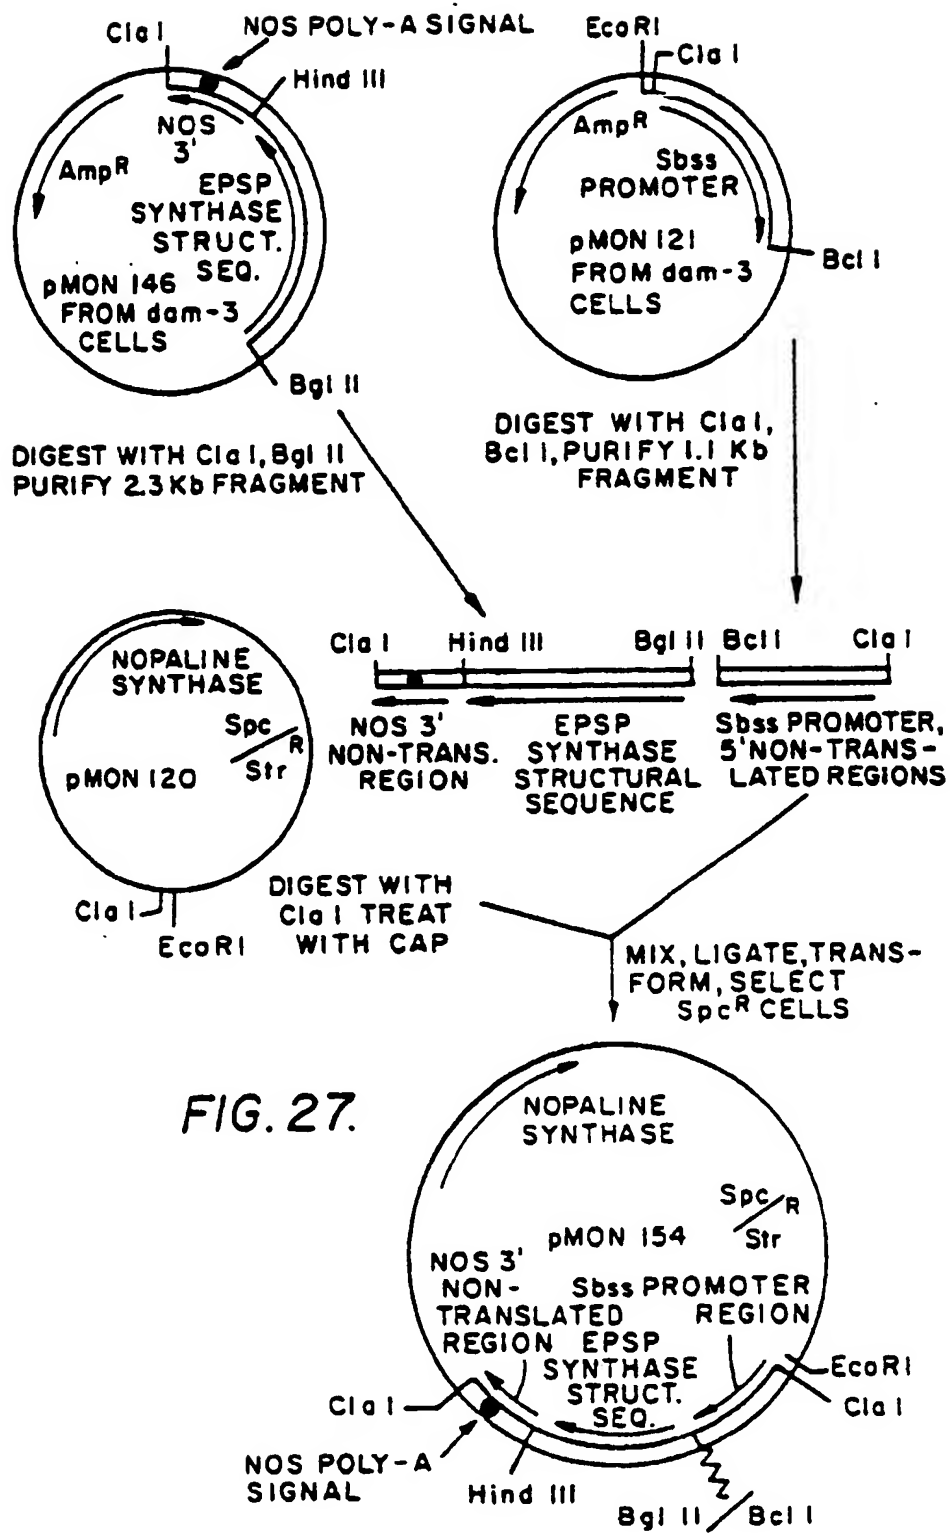 Cla I
NOS POLY-A SIGNAL
Hind III
NOS
3'
AmpR
EPSP
SYNTHASE
STRUCT.
SEQ.
pMON 146
FROM dam-3
CELLS
Bgl II
EcoRI
Cla I
AmpR
Sbss
PROMOTER
pMON 121
FROM dam-3
CELLS
Bcl I
DIGEST WITH Cla I, Bgl II
PURIFY 2.3 Kb FRAGMENT
DIGEST WITH Cla I,
Bcl I, PURIFY 1.1 Kb
FRAGMENT
NOPALINE
SYNTHASE
Spc/StrR
pMON 120
Cla I
EcoRI
Cla I
Hind III
Bgl II
Bcl I
Cla I
NOS 3'
NON-TRANS.
REGION
EPSP
SYNTHASE
STRUCTURAL
SEQUENCE
Sbss PROMOTER,
5' NON-TRANS-
LATED REGIONS
DIGEST WITH
Cla I TREAT
WITH CAP
MIX, LIGATE, TRANS-
FORM, SELECT
SpcR CELLS
FIG. 27.
NOPALINE
SYNTHASE
Spc/StrR
pMON 154
NOS 3'
NON-
TRANSLATED
REGION
Sbss PROMOTER
REGION
EPSP
SYNTHASE
STRUCT.
SEQ.
EcoRI
Cla I
Cla I
NOS POLY-A
SIGNAL
Hind III
Bgl II/Bcl I